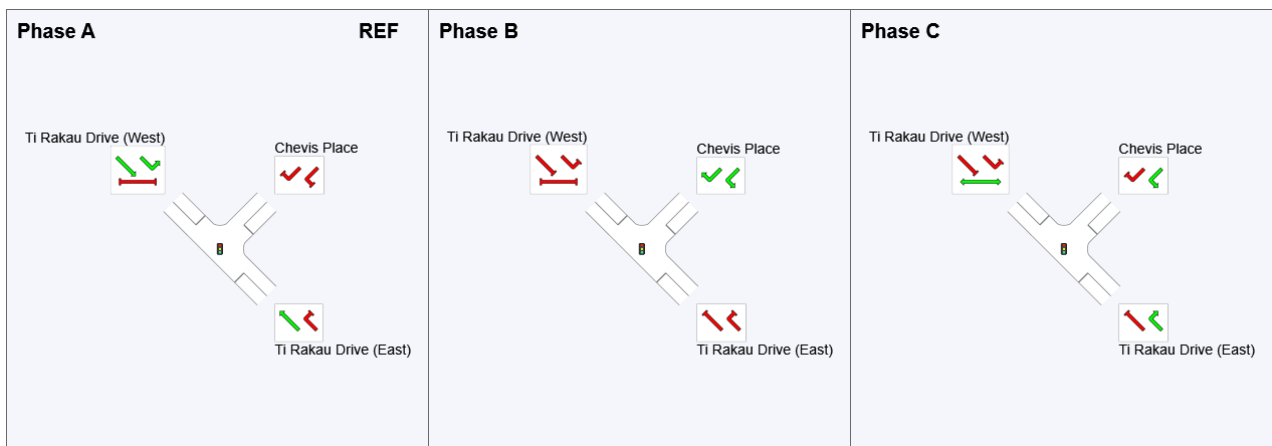 Phase A
REF
Ti Rakau Drive (West)
Chevis Place
Ti Rakau Drive (East)
Phase B
Ti Rakau Drive (West)
Chevis Place
Ti Rakau Drive (East)
Phase C
Ti Rakau Drive (West)
Chevis Place
Ti Rakau Drive (East)